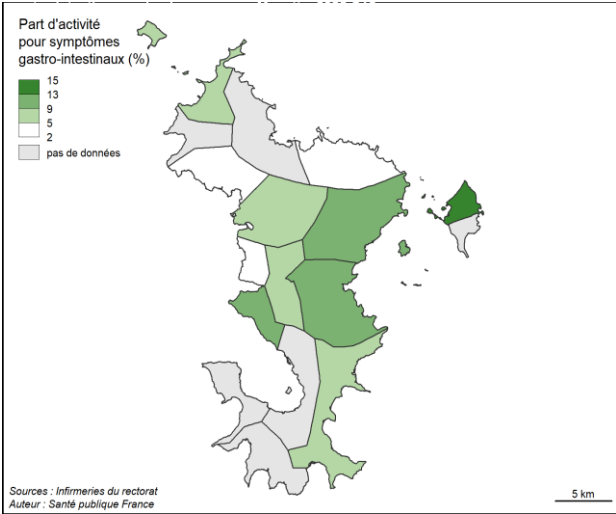 Part d'activité
pour symptômes
gastro-intestinaux (%)
15
13
9
5
2
pas de données
Sources : Infirmeries du rectorat
Auteur : Santé publique France
5 km